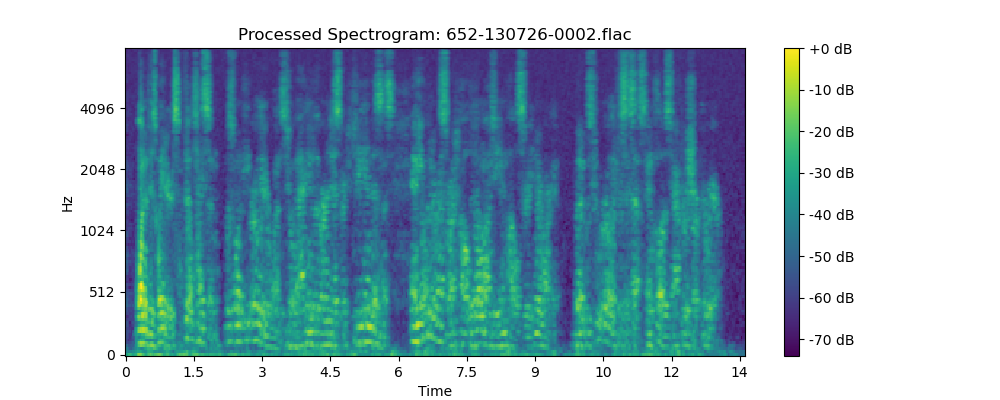 Processed Spectrogram: 652-130726-0002.flac
Hz
4096
2048
1024
512
0
0 1.5 3 4.5 6 7.5 9 10 12 14
Time
+0 dB
-10 dB
-20 dB
-30 dB
-40 dB
-50 dB
-60 dB
-70 dB